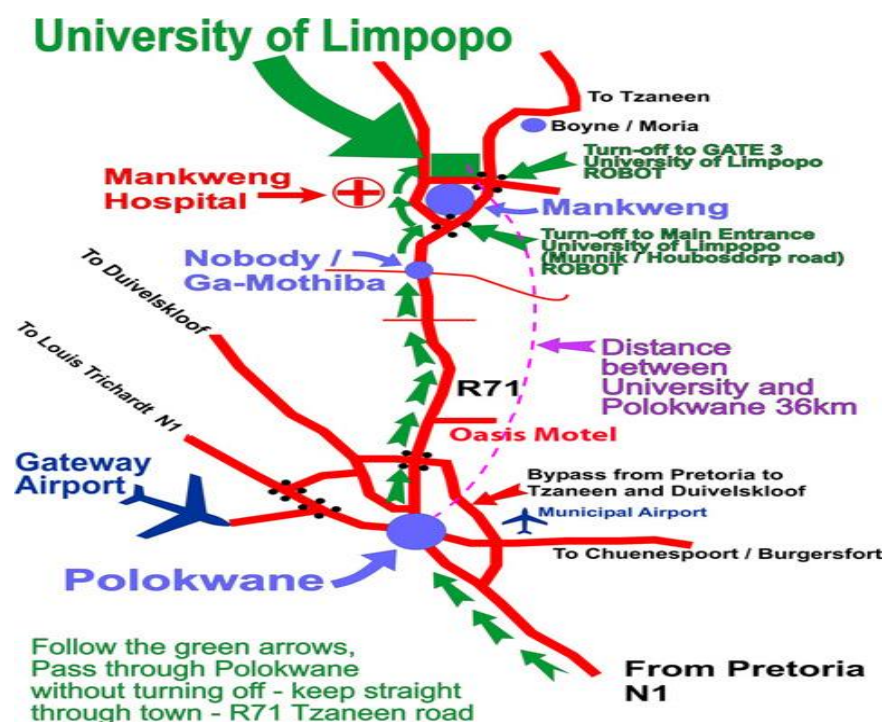 University of Limpopo
To Tzaneen
Boyne / Moria
Turn-off to GATE 3
University of Limpopo
ROBOT
Mankweng
Hospital
Mankweng
Turn-off to Main Entrance
University of Limpopo
(Munnik / Houbosdorp road)
ROBOT
Nobody /
Ga-Mothiba
To Duivelskloof
To Louis Trichardt N1
Distance
between
University and
Polokwane 36km
R71
Oasis Motel
Gateway
Airport
Bypass from Pretoria to
Tzaneen and Duivelskloof
Municipal Airport
To Chuenespoort / Burgersfort
Polokwane
Follow the green arrows,
Pass through Polokwane
without turning off - keep straight
through town - R71 Tzaneen road
From Pretoria
N1